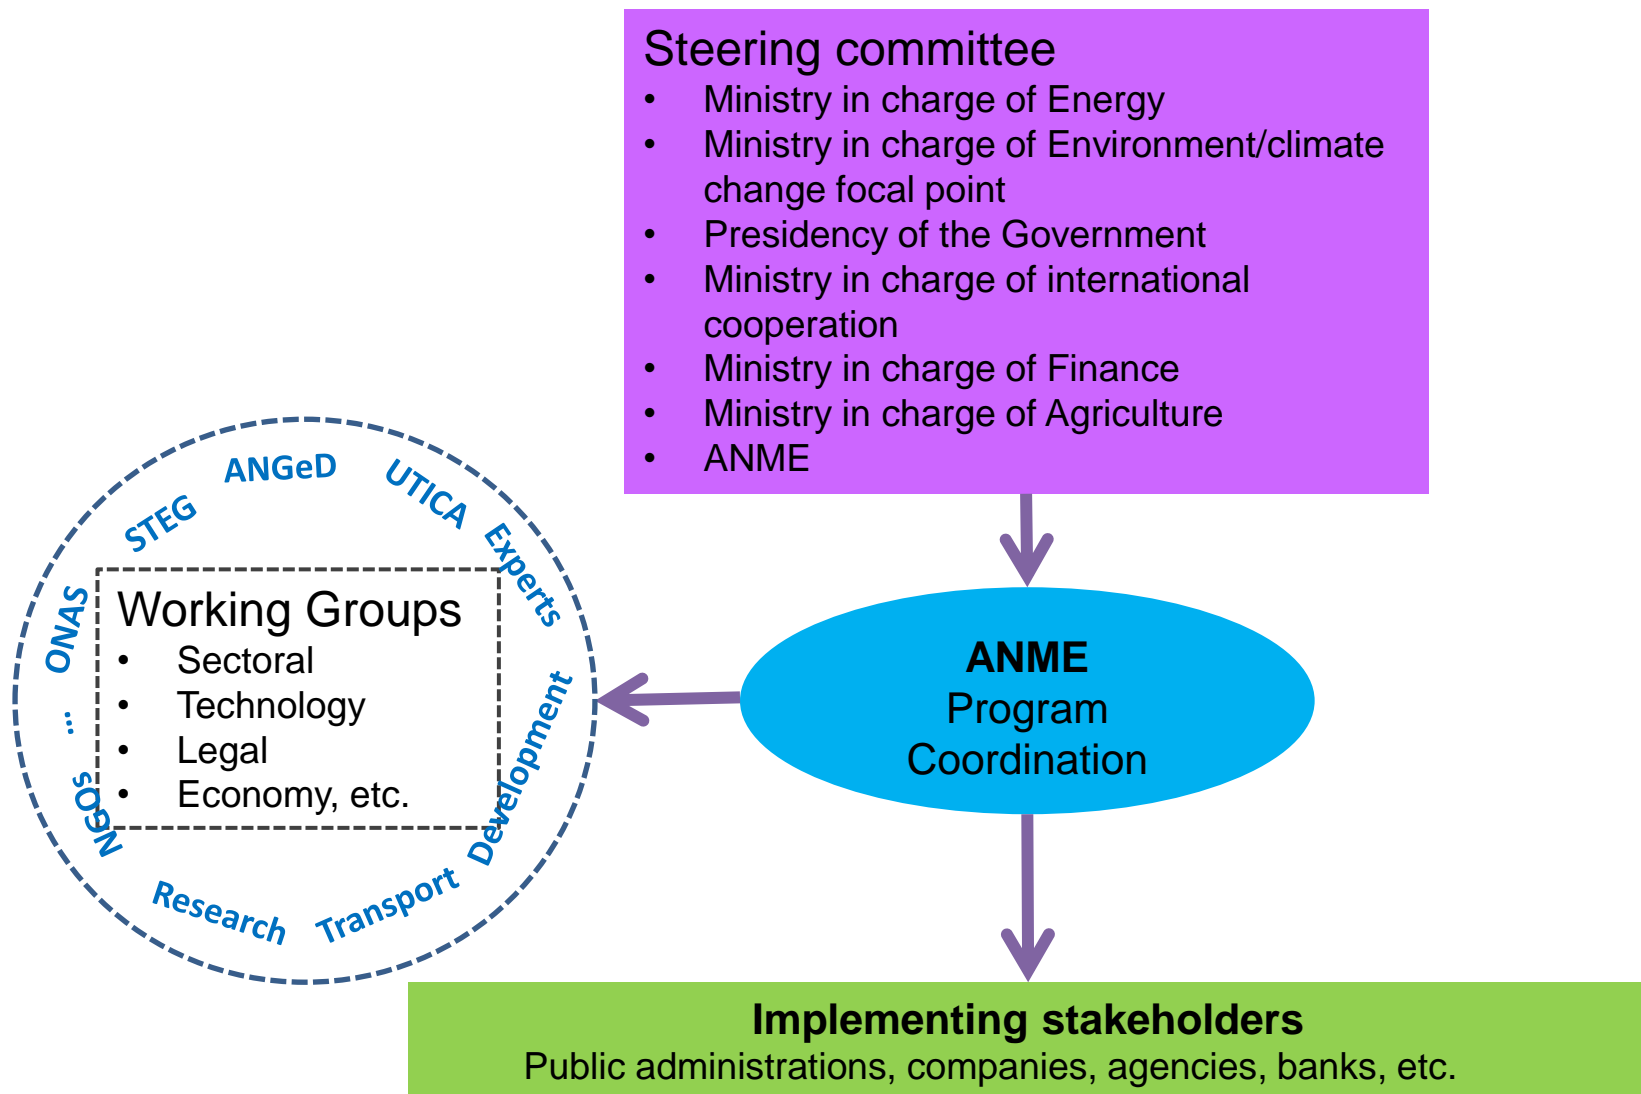 Steering committee
• Ministry in charge of Energy
• Ministry in charge of Environment/climate
change focal point
• Presidency of the Government
• Ministry in charge of international
cooperation
• Ministry in charge of Finance
• Ministry in charge of Agriculture
• ANME
ANGeD
UTICA
STEG
Experts
ONAS
Working Groups
• Sectoral
• Technology
• Legal
• Economy, etc.
...
NGOs
Research
Transport
Development
ANME
Program
Coordination
Implementing stakeholders
Public administrations, companies, agencies, banks, etc.